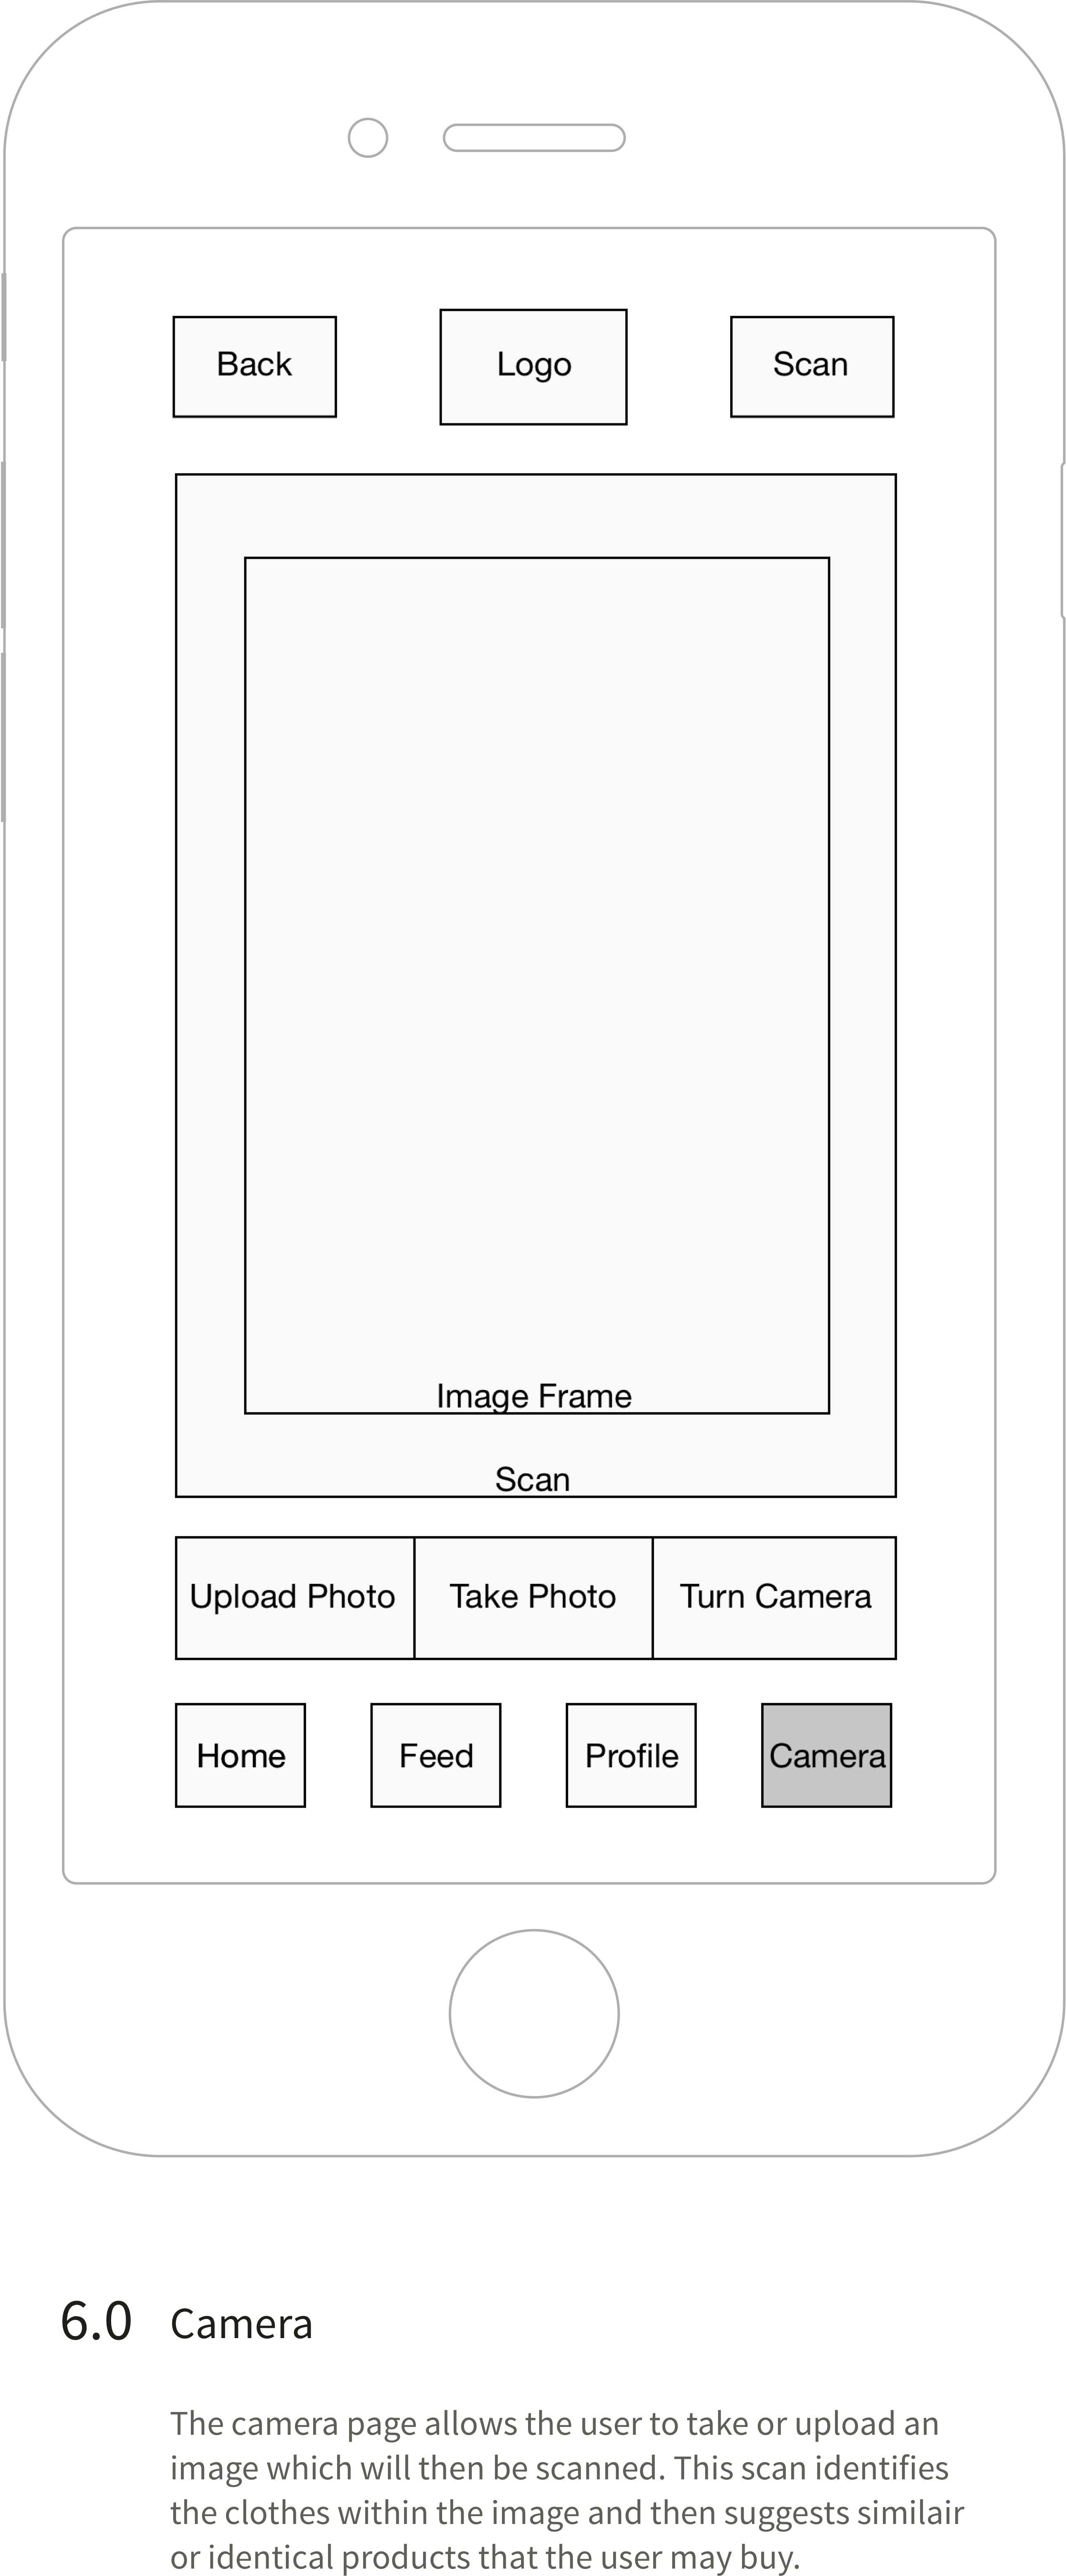 Back Logo Scan
Image Frame
Scan
Upload Photo Take Photo Turn Camera
Home Feed Profile Camera
6.0 Camera
The camera page allows the user to take or upload an
image which will then be scanned. This scan identifies
the clothes within the image and then suggests similair
or identical products that the user may buy.